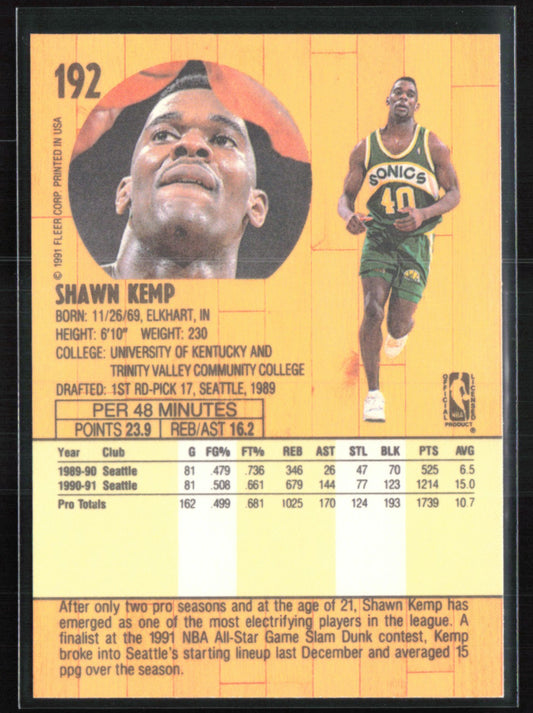 192
© 1991 FLEER CORP. PRINTED IN USA
SONICS
40
SHAWN KEMP
BORN: 11/26/69, ELKHART, IN
HEIGHT: 6'10" WEIGHT: 230
COLLEGE: UNIVERSITY OF KENTUCKY AND
TRINITY VALLEY COMMUNITY COLLEGE
DRAFTED: 1ST RD-PICK 17, SEATTLE, 1989
OFFICIAL LICENSED
NBA
PRODUCT ®
PER 48 MINUTES
POINTS 23.9 REB/AST 16.2
Year Club G FG% FT% REB AST STL BLK PTS AVG
1989-90 Seattle 81 .479 .736 346 26 47 70 525 6.5
1990-91 Seattle 81 .508 .661 679 144 77 123 1214 15.0
Pro Totals 162 .499 .681 1025 170 124 193 1739 10.7
After only two pro seasons and at the age of 21, Shawn Kemp has
emerged as one of the most electrifying players in the league. A
finalist at the 1991 NBA All-Star Game Slam Dunk contest, Kemp
broke into Seattle's starting lineup last December and averaged 15
ppg over the season.